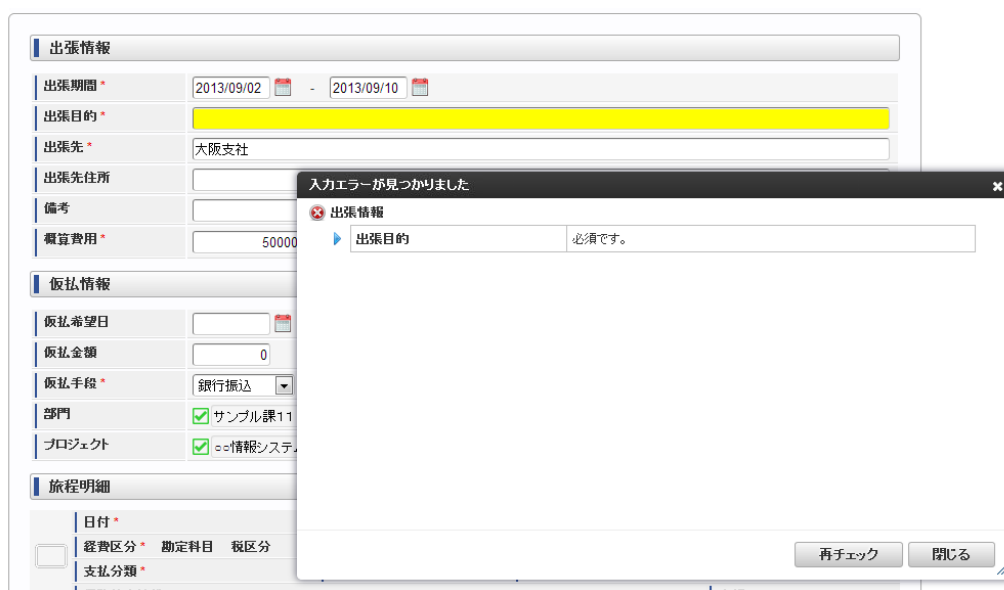 出張情報
出張期間* 2013/09/02 - 2013/09/10
出張目的*
出張先* 大阪支社
出張先住所
備考
概算費用* 50000
仮払情報
仮払希望日
仮払金額 0
仮払手段* 銀行振込
部門 サンプル課11
プロジェクト ○○情報システム
旅程明細
日付*
経費区分* 勘定科目 税区分
支払分類*
入力エラーが見つかりました
出張情報
出張目的 必須です。
再チェック 閉じる